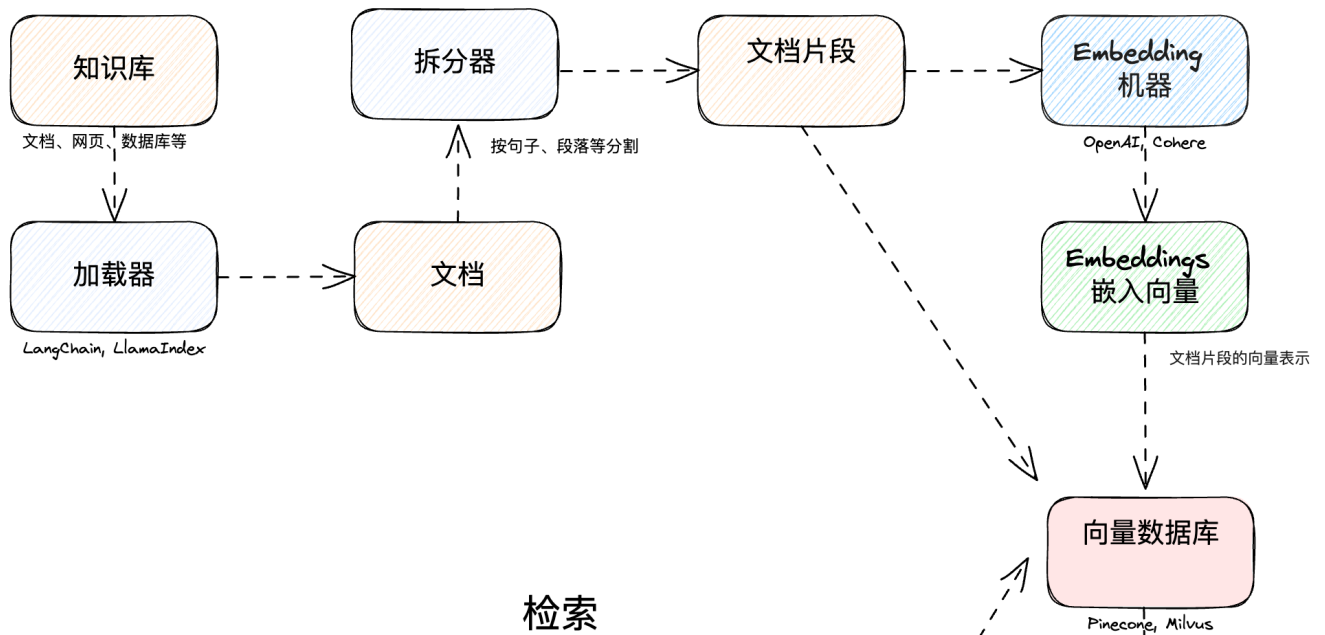 知识库
文档、网页、数据库等
加载器
LangChain, LlamaIndex
文档
拆分器
按句子、段落等分割
文档片段
Embedding
机器
OpenAI, Cohere
Embeddings
嵌入向量
文档片段的向量表示
向量数据库
Pinecone, Milvus
检索